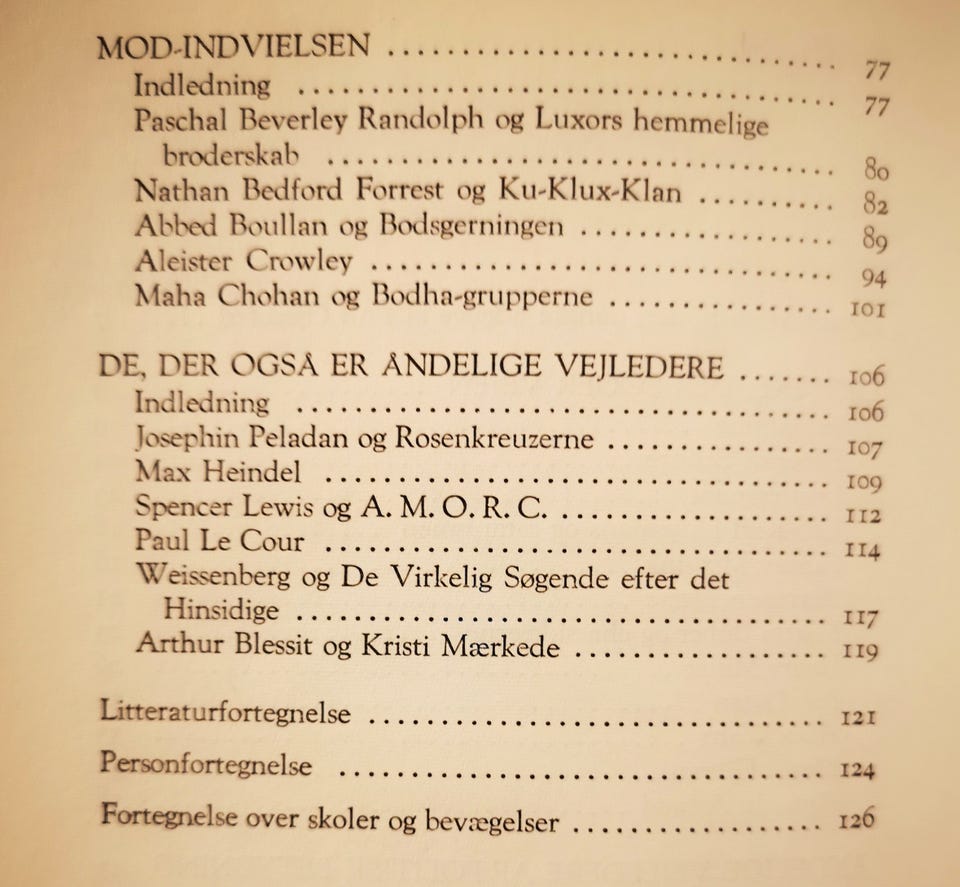 MOD-INDVIELSEN .......... 77
Indledning .......... 77
Paschal Beverley Randolph og Luxors hemmelige
broderskab .......... 80
Nathan Bedford Forrest og Ku-Klux-Klan .......... 82
Abbed Boullan og Bodsgerningen .......... 89
Aleister Crowley .......... 94
Maha Chohan og Bodha-grupperne .......... 101
DE, DER OGSÅ ER ÅNDELIGE VEJLEDERE .......... 106
Indledning .......... 106
Josephin Peladan og Rosenkreuzerne .......... 107
Max Heindel .......... 109
Spencer Lewis og A. M. O. R. C. .......... 112
Paul Le Cour .......... 114
Weissenberg og De Virkelig Søgende efter det
Hinsidige .......... 117
Arthur Blessit og Kristi Mærkede .......... 119
Litteraturfortegnelse .......... 121
Personfortegnelse .......... 124
Fortegnelse over skoler og bevægelser .......... 126